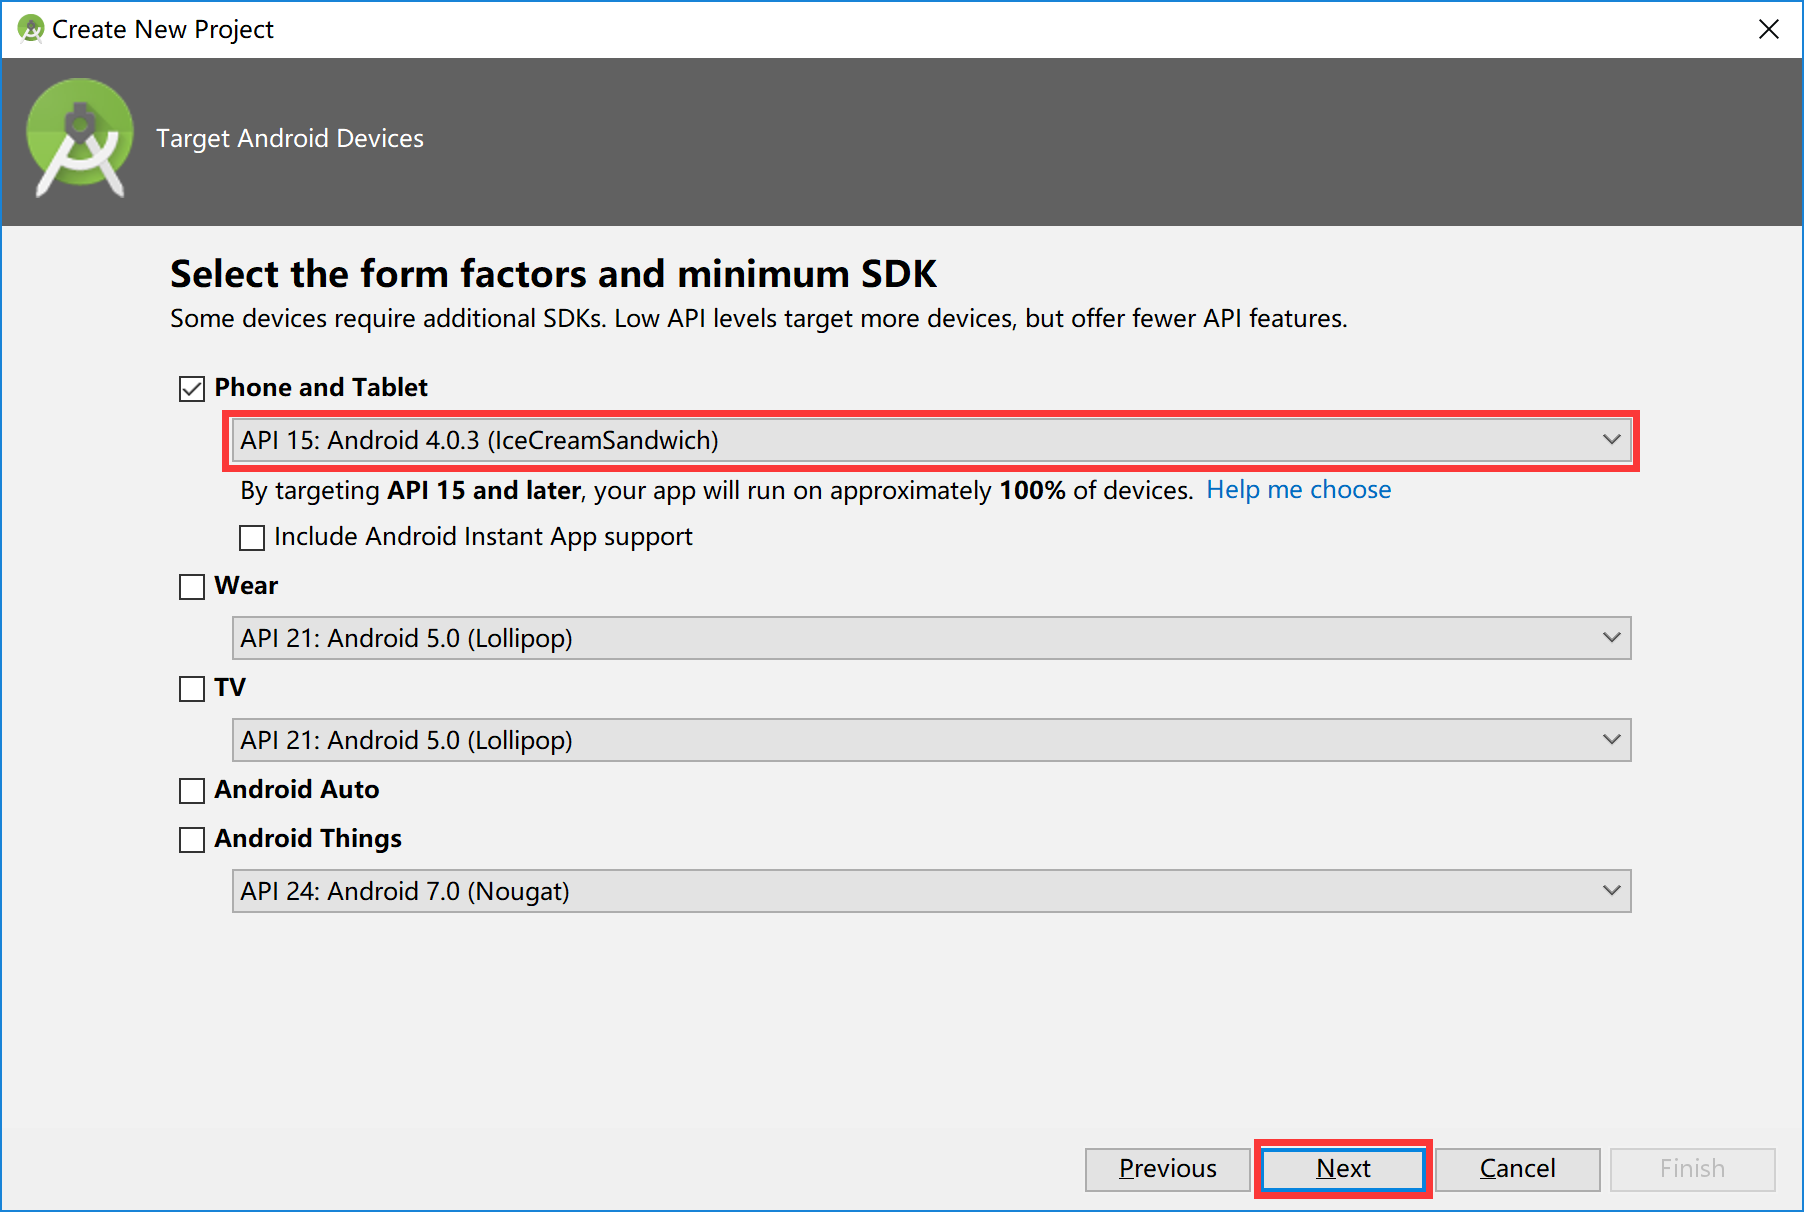 Create New Project
Target Android Devices
Select the form factors and minimum SDK
Some devices require additional SDKs. Low API levels target more devices, but offer fewer API features.
Phone and Tablet
API 15: Android 4.0.3 (IceCreamSandwich)
By targeting API 15 and later, your app will run on approximately 100% of devices. Help me choose
Include Android Instant App support
Wear
API 21: Android 5.0 (Lollipop)
TV
API 21: Android 5.0 (Lollipop)
Android Auto
Android Things
API 24: Android 7.0 (Nougat)
Previous Next Cancel Finish